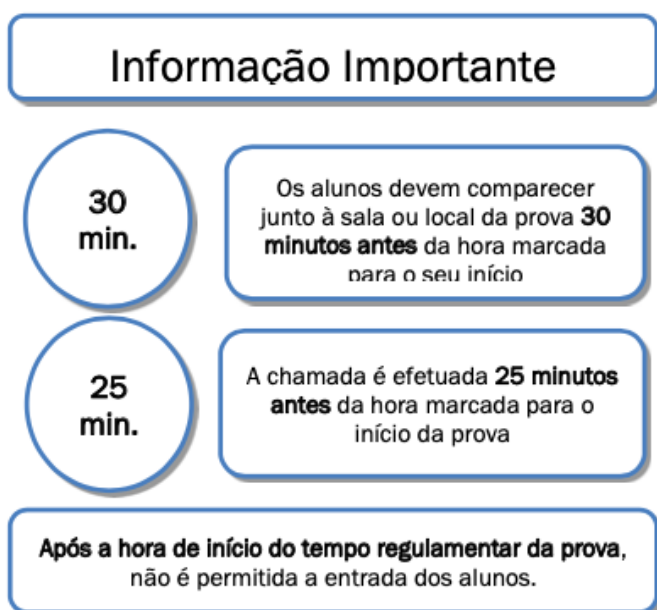 Informação Importante
30
min.
Os alunos devem comparecer
junto à sala ou local da prova 30
minutos antes da hora marcada
para o seu início
25
min.
A chamada é efetuada 25 minutos
antes da hora marcada para o
início da prova
Após a hora de início do tempo regulamentar da prova,
não é permitida a entrada dos alunos.